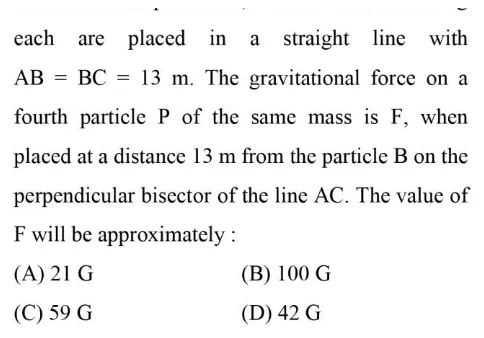 each are placed in a straight line with
AB = BC = 13 m. The gravitational force on a
fourth particle P of the same mass is F, when
placed at a distance 13 m from the particle B on the
perpendicular bisector of the line AC. The value of
F will be approximately :
(A) 21 G (B) 100 G
(C) 59 G (D) 42 G